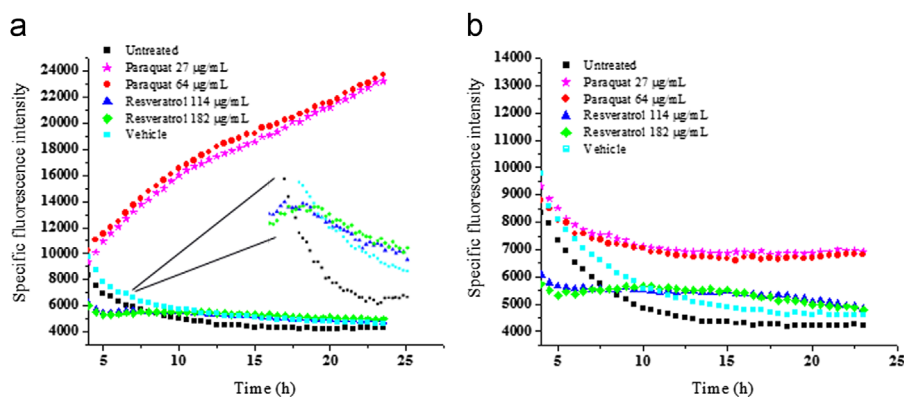 a
Untreated
Paraquat 27 µg/mL
Paraquat 64 µg/mL
Resveratrol 114 µg/mL
Resveratrol 182 µg/mL
Vehicle
Specific fluorescence intensity
24000
22000
20000
18000
16000
14000
12000
10000
8000
6000
4000
5
10
15
20
25
Time (h)
b
Untreated
Paraquat 27 µg/mL
Paraquat 64 µg/mL
Resveratrol 114 µg/mL
Resveratrol 182 µg/mL
Vehicle
Specific fluorescence intensity
14000
13000
12000
11000
10000
9000
8000
7000
6000
5000
4000
5
10
15
20
25
Time (h)